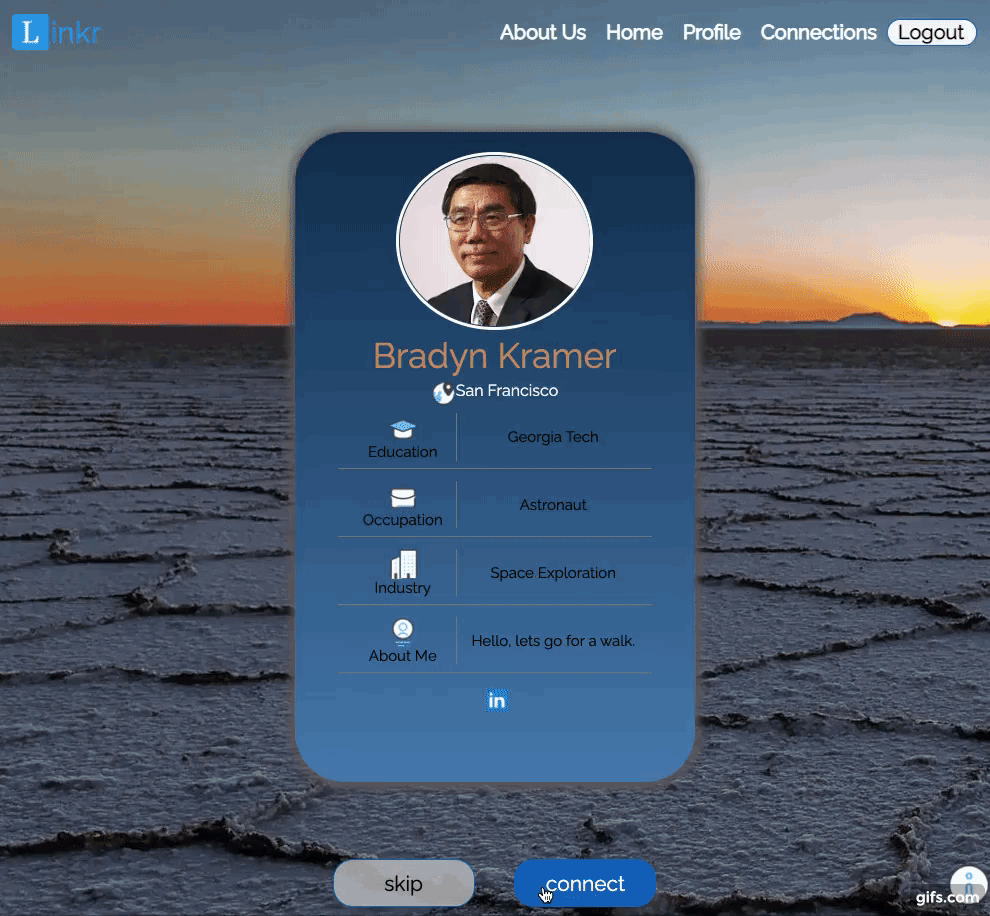 Linkr
About Us Home Profile Connections Logout
Bradyn Kramer
San Francisco
Education Georgia Tech
Occupation Astronaut
Industry Space Exploration
About Me Hello, lets go for a walk.
in
skip connect
gifs.com